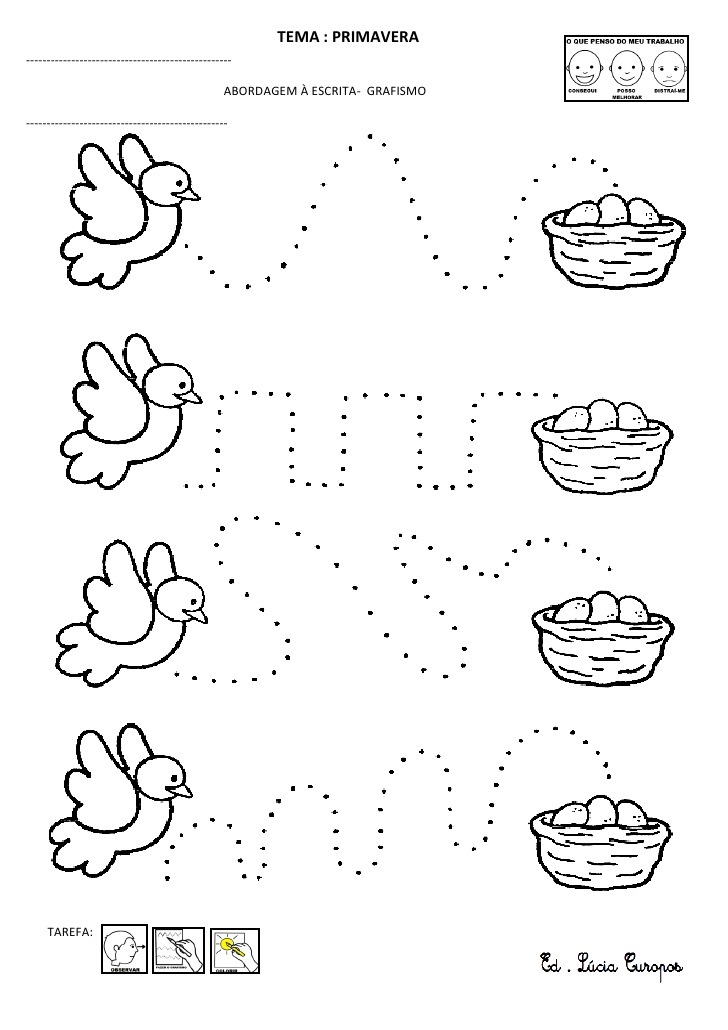 TEMA : PRIMAVERA
O QUE PENSO DO MEU TRABALHO
CONSEGUI
POSSO
MELHORAR
DISTRAÍ-ME
ABORDAGEM À ESCRITA- GRAFISMO
TAREFA:
OBSERVAR
FAZER O GRAFISMO
COLORIR
Ed . Lúcia Curopos